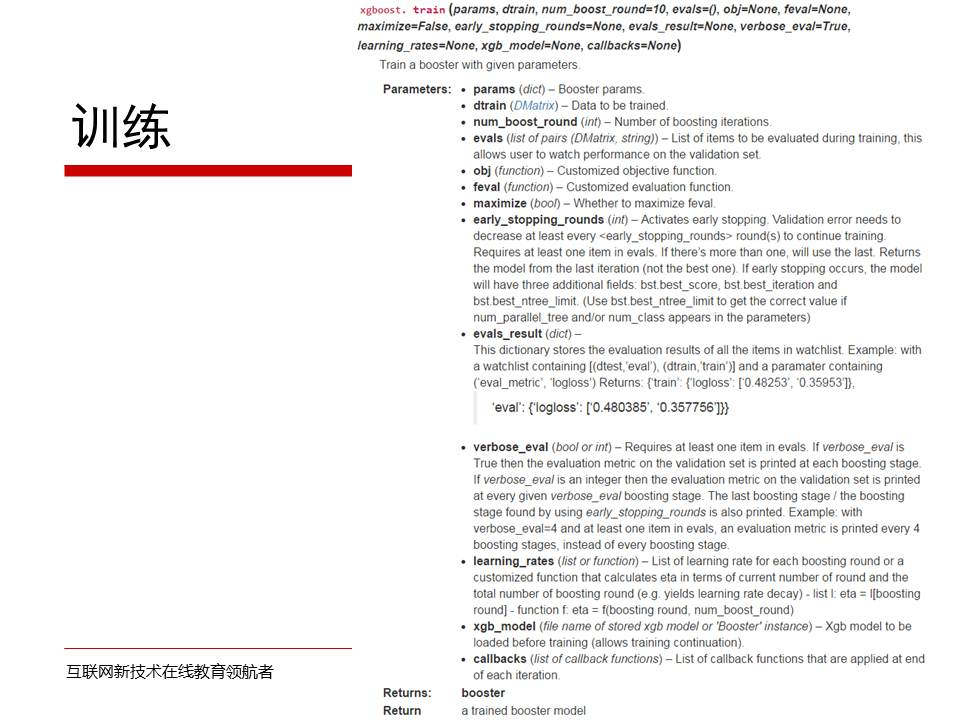 训练
互联网新技术在线教育领航者
xgboost. train (params, dtrain, num_boost_round=10, evals=(), obj=None, feval=None,
maximize=False, early_stopping_rounds=None, evals_result=None, verbose_eval=True,
learning_rates=None, xgb_model=None, callbacks=None)
Train a booster with given parameters.
Parameters: • params (dict) – Booster params.
• dtrain (DMatrix) – Data to be trained.
• num_boost_round (int) – Number of boosting iterations.
• evals (list of pairs (DMatrix, string)) – List of items to be evaluated during training, this
allows user to watch performance on the validation set.
• obj (function) – Customized objective function.
• feval (function) – Customized evaluation function.
• maximize (bool) – Whether to maximize feval.
• early_stopping_rounds (int) – Activates early stopping. Validation error needs to
decrease at least every <early_stopping_rounds> round(s) to continue training.
Requires at least one item in evals. If there’s more than one, will use the last. Returns
the model from the last iteration (not the best one). If early stopping occurs, the model
will have three additional fields: bst.best_score, bst.best_iteration and
bst.best_ntree_limit. (Use bst.best_ntree_limit to get the correct value if
num_parallel_tree and/or num_class appears in the parameters)
• evals_result (dict) –
This dictionary stores the evaluation results of all the items in watchlist. Example: with
a watchlist containing [(dtest,’eval’), (dtrain,’train’)] and a paramater containing
(‘eval_metric’, ‘logloss’) Returns: {‘train’: {‘logloss’: [‘0.48253’, ‘0.35953’]},
‘eval’: {‘logloss’: [‘0.480385’, ‘0.357756’]}}
• verbose_eval (bool or int) – Requires at least one item in evals. If verbose_eval is
True then the evaluation metric on the validation set is printed at each boosting stage.
If verbose_eval is an integer then the evaluation metric on the validation set is printed
at every given verbose_eval boosting stage. The last boosting stage / the boosting
stage found by using early_stopping_rounds is also printed. Example: with
verbose_eval=4 and at least one item in evals, an evaluation metric is printed every 4
boosting stages, instead of every boosting stage.
• learning_rates (list or function) – List of learning rate for each boosting round or a
customized function that calculates eta in terms of current number of round and the
total number of boosting round (e.g. yields learning rate decay) - list l: eta = l[boosting
round] - function f: eta = f(boosting round, num_boost_round)
• xgb_model (file name of stored xgb model or 'Booster' instance) – Xgb model to be
loaded before training (allows training continuation).
• callbacks (list of callback functions) – List of callback functions that are applied at end
of each iteration.
Returns: booster
Return a trained booster model